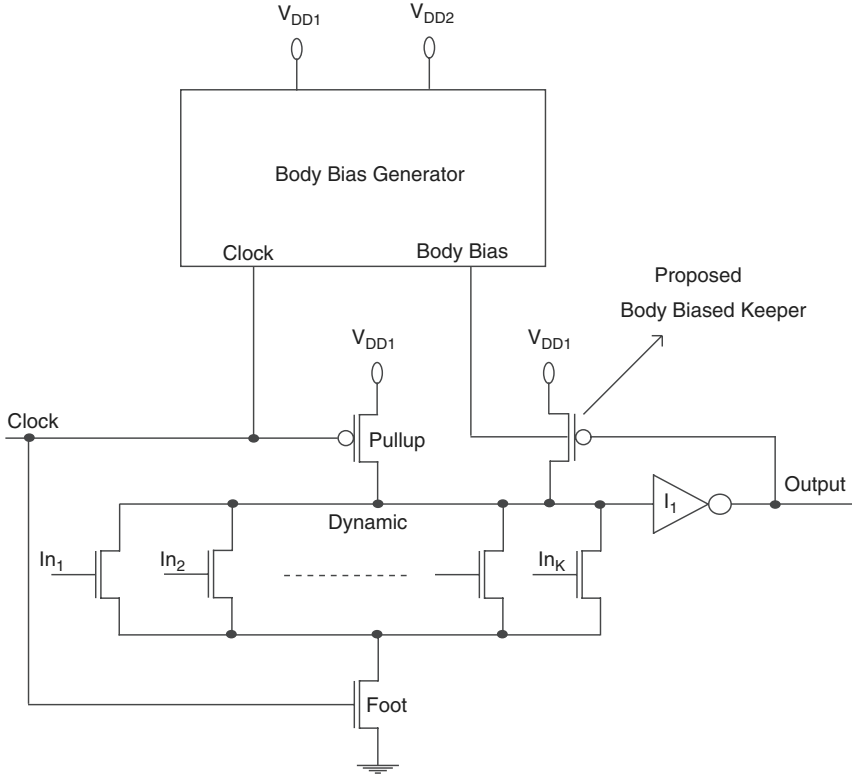 V_DD1 V_DD2
Body Bias Generator
Clock Body Bias
Proposed
Body Biased Keeper
V_DD1 V_DD1
Clock
Pullup
Output
I_1
Dynamic
In_1 In_2 In_K
Foot